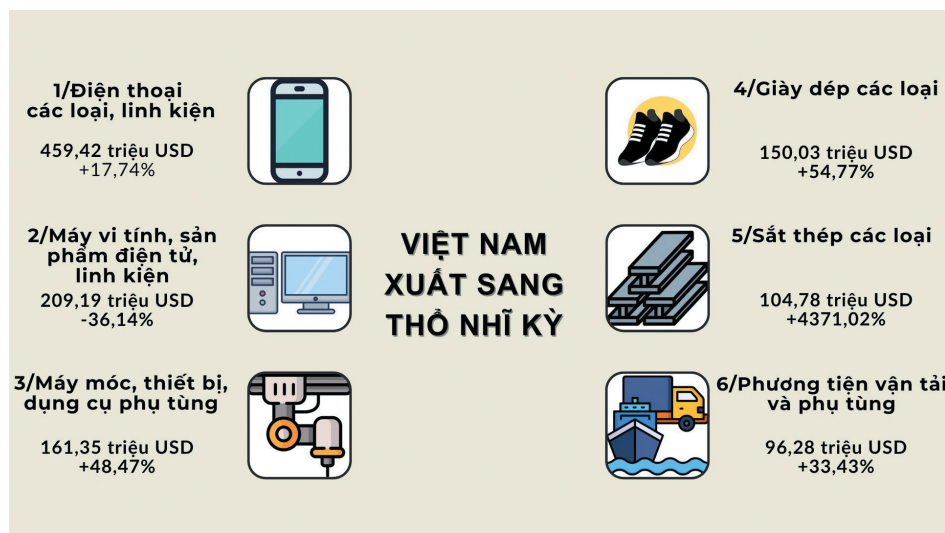 1/Điện thoại
các loại, linh kiện
459,42 triệu USD
+17,74%
2/Máy vi tính, sản
phẩm điện tử,
linh kiện
209,19 triệu USD
-36,14%
3/Máy móc, thiết bị,
dụng cụ phụ tùng
161,35 triệu USD
+48,47%
VIỆT NAM
XUẤT SANG
THỔ NHĨ KỲ
4/Giày dép các loại
150,03 triệu USD
+54,77%
5/Sắt thép các loại
104,78 triệu USD
+4371,02%
6/Phương tiện vận tải
và phụ tùng
96,28 triệu USD
+33,43%